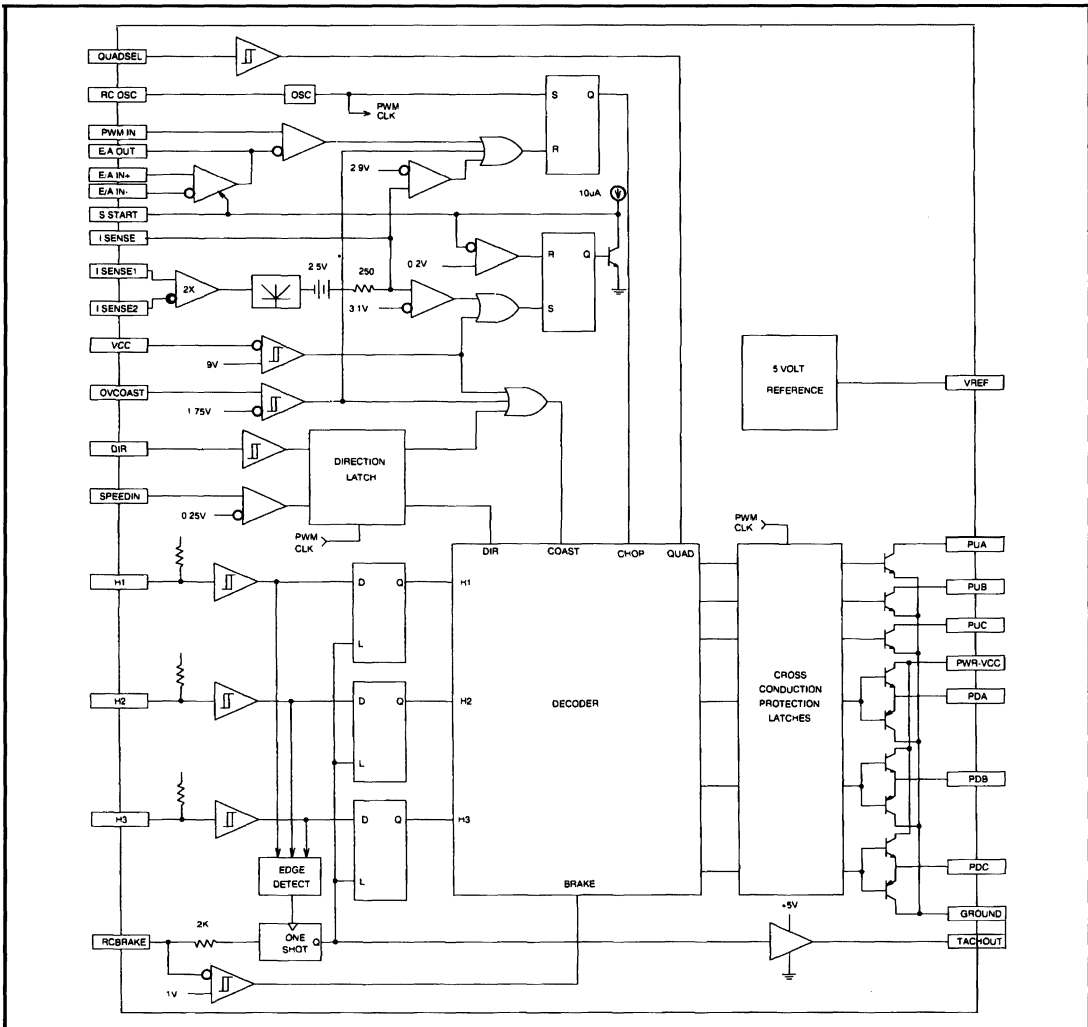 QUADSEL
RC OSC
OSC
PWM
CLK
S
Q
R
PWM IN
E/A OUT
E/A IN+
E/A IN-
2 9V
10uA
S START
I SENSE
0 2V
R
Q
S
I SENSE1
2X
2 5V
250
3 1V
I SENSE2
VCC
9V
5 VOLT
REFERENCE
VREF
OVCOAST
1 75V
DIR
DIRECTION
LATCH
SPEEDIN
0 25V
PWM
CLK
PWM
CLK
DIR
COAST
CHOP
QUAD
PUA
H1
D
Q
H1
L
PUB
PUC
PWR-VCC
H2
D
Q
H2
L
DECODER
CROSS
CONDUCTION
PROTECTION
LATCHES
PDA
PDB
H3
D
Q
H3
L
EDGE
DETECT
BRAKE
PDC
+5V
GROUND
RCBRAKE
2K
ONE
SHOT
Q
TACHOUT
1V